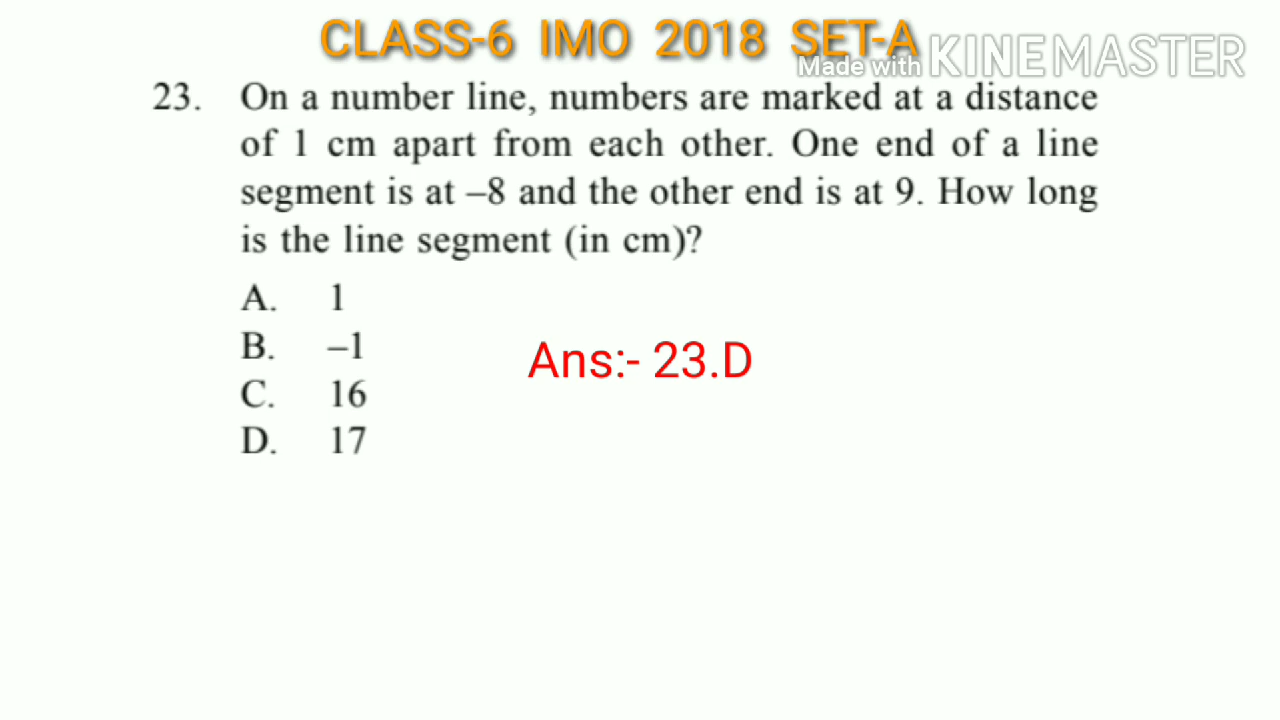 CLASS-6 IMO 2018 SET-A
Made with KINEMASTER
23. On a number line, numbers are marked at a distance
of 1 cm apart from each other. One end of a line
segment is at –8 and the other end is at 9. How long
is the line segment (in cm)?
A. 1
B. –1
C. 16
D. 17
Ans:- 23.D